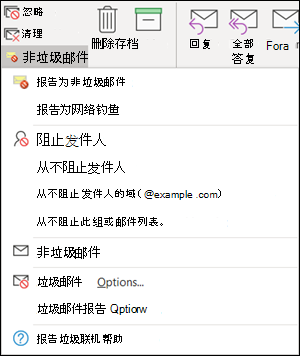 忽略
清理
非垃圾邮件
删除存档
回复
全部
答复
Fora
报告为非垃圾邮件
报告为网络钓鱼
阻止发件人
从不阻止发件人
从不阻止发件人的域(@example .com)
从不阻止此组或邮件列表。
非垃圾邮件
垃圾邮件 Options...
垃圾邮件报告 Qptiorw
报告垃圾联机帮助